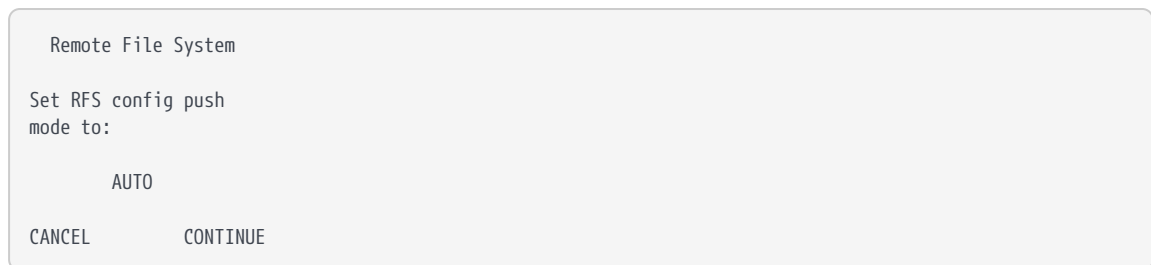 Remote File System
Set RFS config push
mode to:
AUTO
CANCEL CONTINUE